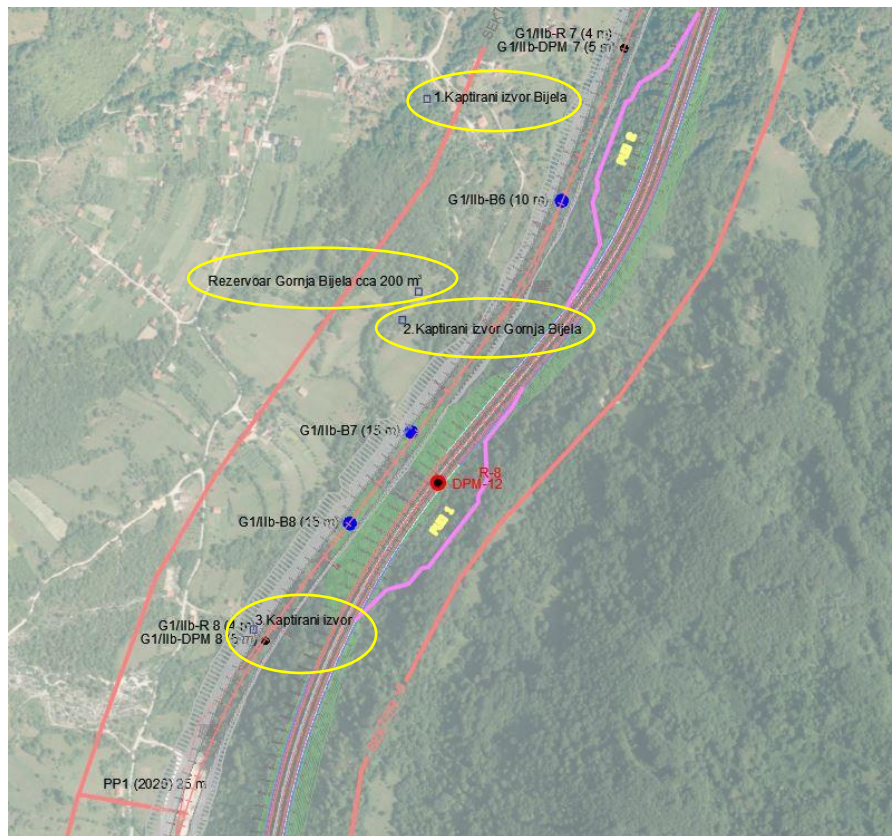 G1/IIb-R 7 (4 m)
G1/IIb-DPM 7 (5 m)
1.Kaptirani izvor Bijela
G1/IIb-B6 (10 m)
Rezervoar Gornja Bijela cca 200 m³
2.Kaptirani izvor Gornja Bijela
G1/IIb-B7 (15 m)
R-8
DPM-12
G1/IIb-B8 (15 m)
3.Kaptirani izvor
G1/IIb-R 8 (4 m)
G1/IIb-DPM 8 (5 m)
PP1 (2025) 25 m